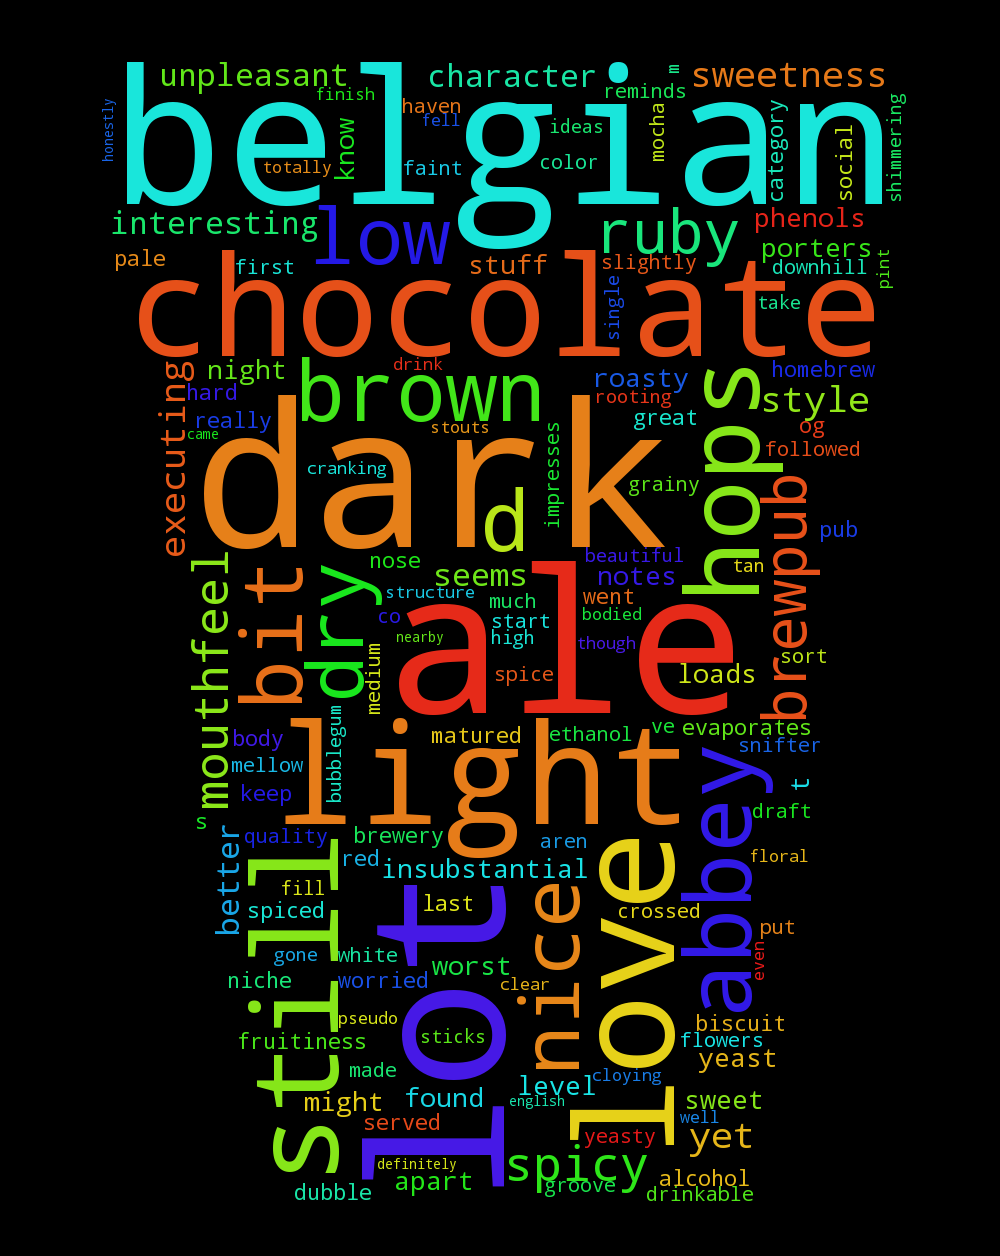 unpleasant
character
m
sweetness
finish
haven
reminds
honestly
belgian
fell
ideas
mocha
category
social
shimmering
know
totally
faint
color
interesting
low
ruby
phenols
pale
first
stuff
slightly
porters
downhill
pint
chocolate
single
take
executing
night
drink
roasty
homebrew
hard
brown
rooting
style
really
came
stouts
great
hops
og
followed
dark
cranking
impresses
grainy
d
brewpub
pub
mouthfeel
bit
dry
nose
seems
beautiful
notes
tan
structure
much
went
co
start
bodied
nearby
high
though
ale
medium
spice
loads
sort
bubblegum
body
matured
ethanol
ve
evaporates
mellow
light
snifter
keep
abbey
t
s
draft
better
quality
brewery
red
aren
floral
still
insubstantial
love
fill
spiced
lot
last
nice
crossed
put
gone
white
worst
even
niche
worried
clear
pseudo
biscuit
fruitiness
sticks
flowers
made
yeast
level
cloying
might
found
english
sweet
served
well
yeasty
yet
definitely
spicy
dubble
apart
groove
alcohol
drinkable